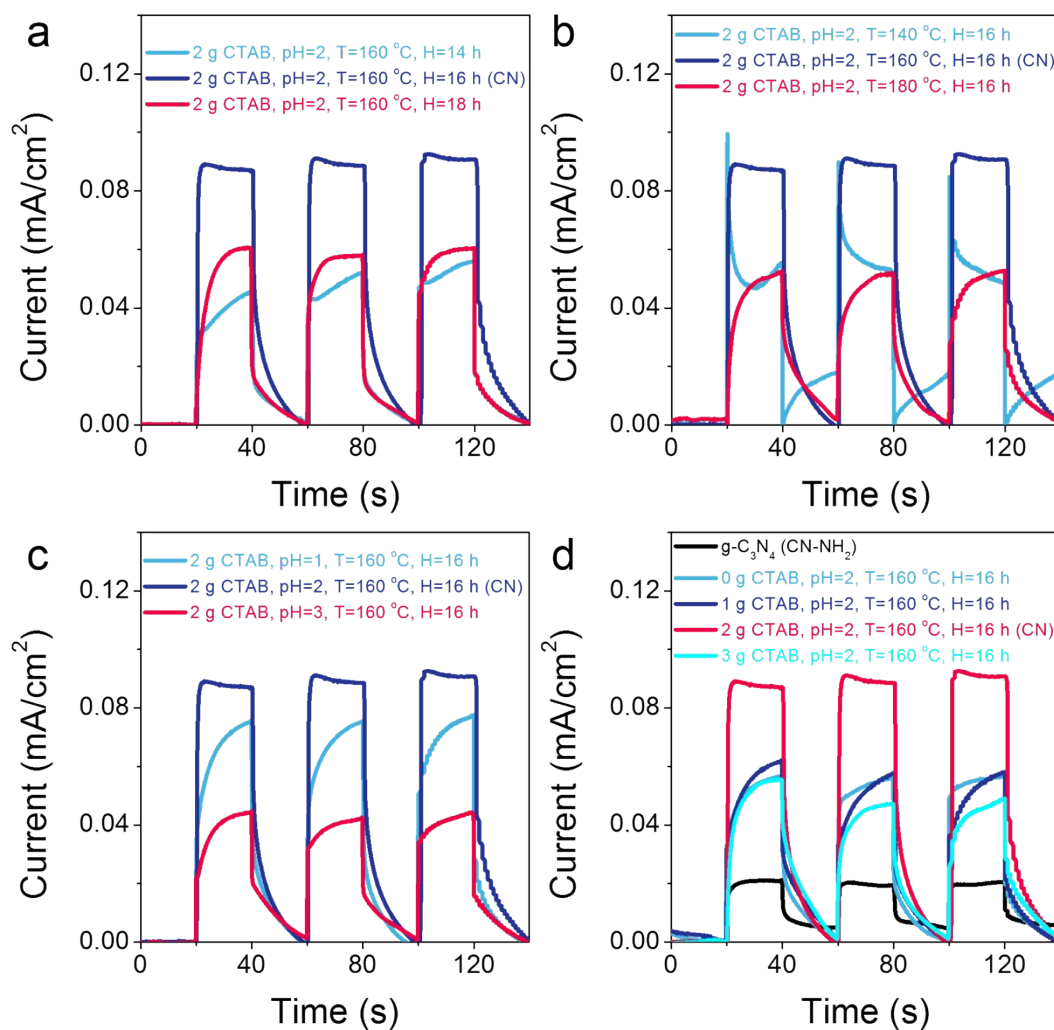 a
2 g CTAB, pH=2, T=160 °C, H=14 h
2 g CTAB, pH=2, T=160 °C, H=16 h (CN)
2 g CTAB, pH=2, T=160 °C, H=18 h
0.12
0.08
0.04
0.00
Current (mA/cm²)
0 40 80 120
Time (s)
b
2 g CTAB, pH=2, T=140 °C, H=16 h
2 g CTAB, pH=2, T=160 °C, H=16 h (CN)
2 g CTAB, pH=2, T=180 °C, H=16 h
0.12
0.08
0.04
0.00
Current (mA/cm²)
0 40 80 120
Time (s)
c
2 g CTAB, pH=1, T=160 °C, H=16 h
2 g CTAB, pH=2, T=160 °C, H=16 h (CN)
2 g CTAB, pH=3, T=160 °C, H=16 h
0.12
0.08
0.04
0.00
Current (mA/cm²)
0 40 80 120
Time (s)
d
g-C₃N₄ (CN-NH₂)
0 g CTAB, pH=2, T=160 °C, H=16 h
1 g CTAB, pH=2, T=160 °C, H=16 h
2 g CTAB, pH=2, T=160 °C, H=16 h (CN)
3 g CTAB, pH=2, T=160 °C, H=16 h
0.12
0.08
0.04
0.00
Current (mA/cm²)
0 40 80 120
Time (s)